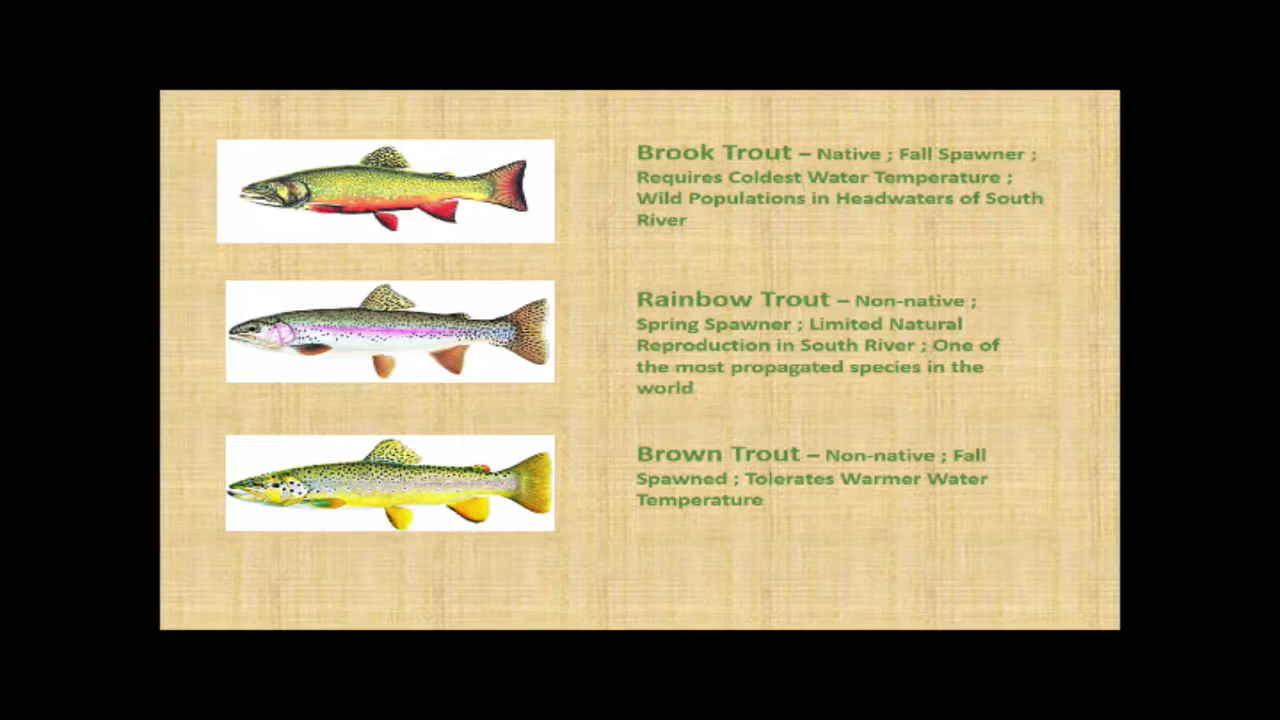 Brook Trout – Native ; Fall Spawner ;
Requires Coldest Water Temperature ;
Wild Populations in Headwaters of South
River
Rainbow Trout – Non-native ;
Spring Spawner ; Limited Natural
Reproduction in South River ; One of
the most propagated species in the
world
Brown Trout – Non-native ; Fall
Spawned ; Tolerates Warmer Water
Temperature